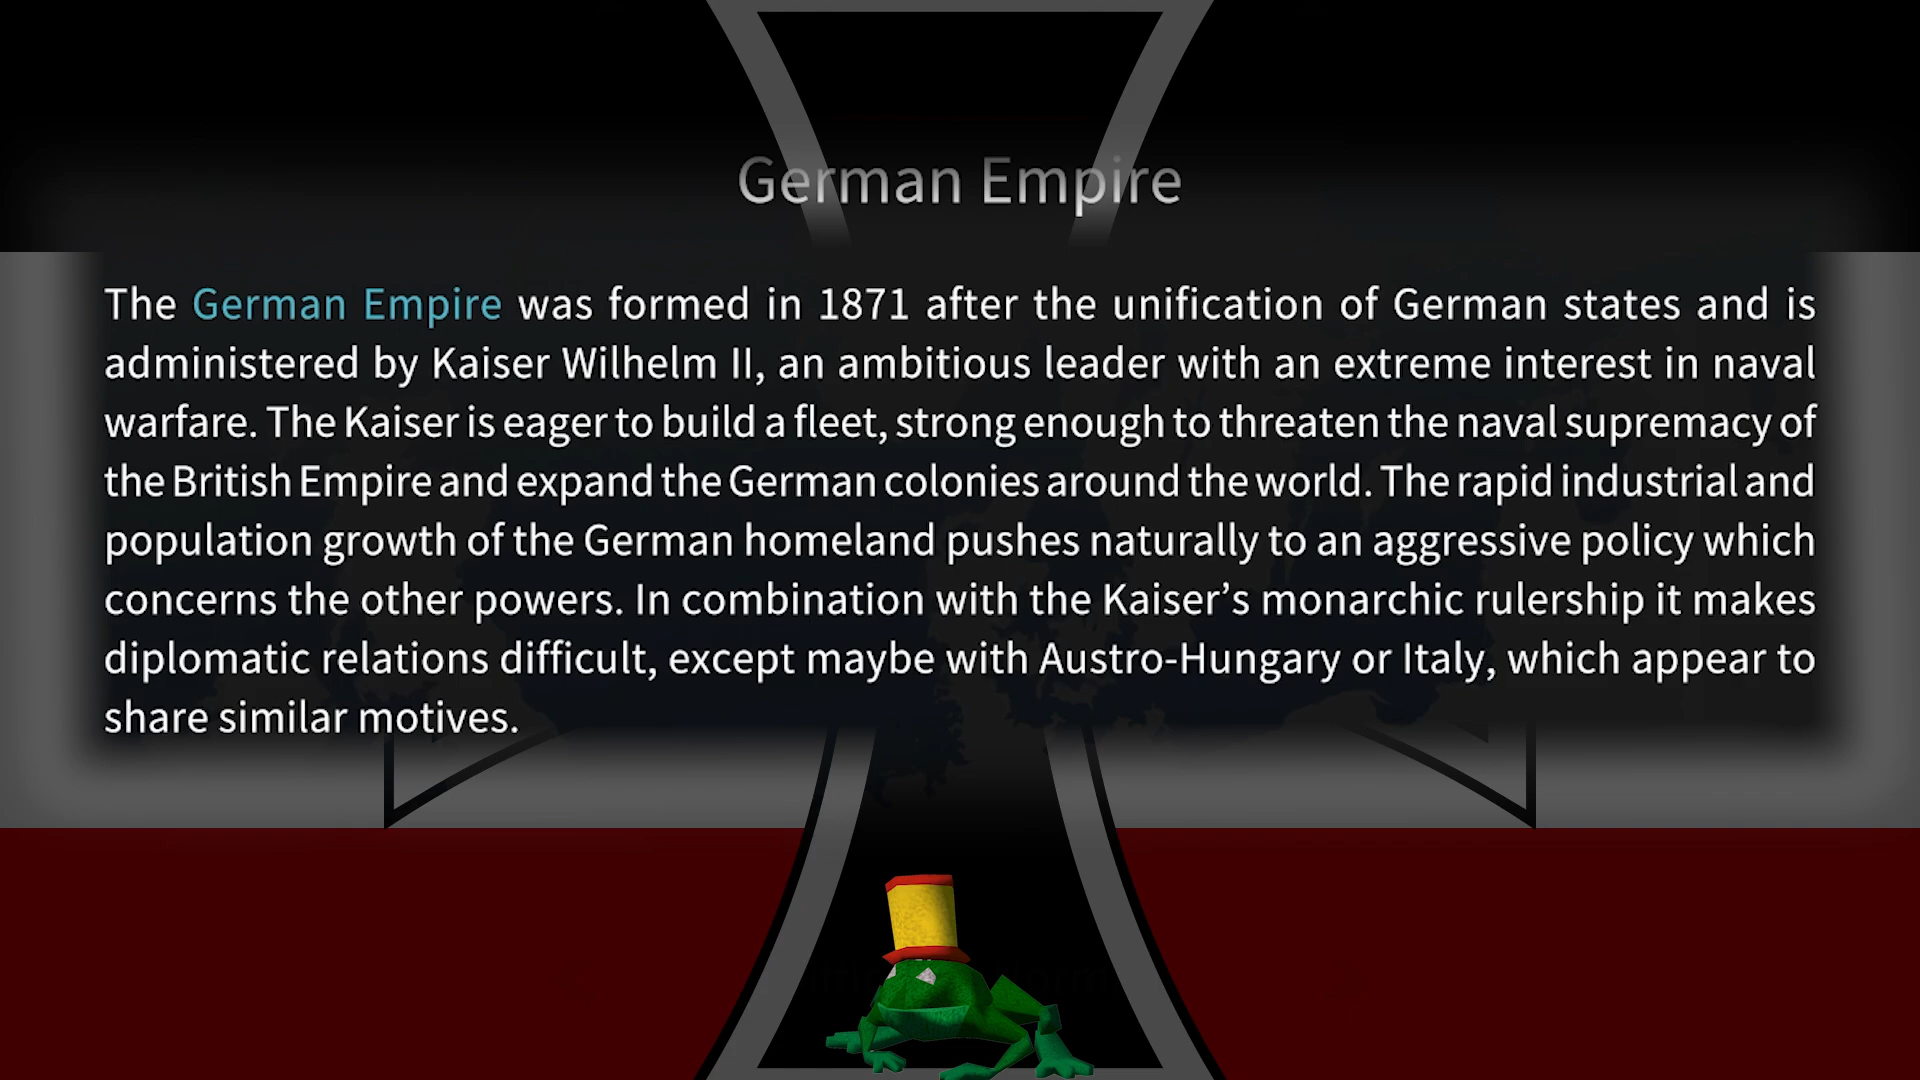 German Empire
The German Empire was formed in 1871 after the unification of German states and is
administered by Kaiser Wilhelm II, an ambitious leader with an extreme interest in naval
warfare. The Kaiser is eager to build a fleet, strong enough to threaten the naval supremacy of
the British Empire and expand the German colonies around the world. The rapid industrial and
population growth of the German homeland pushes naturally to an aggressive policy which
concerns the other powers. In combination with the Kaiser’s monarchic rulership it makes
diplomatic relations difficult, except maybe with Austro-Hungary or Italy, which appear to
share similar motives.